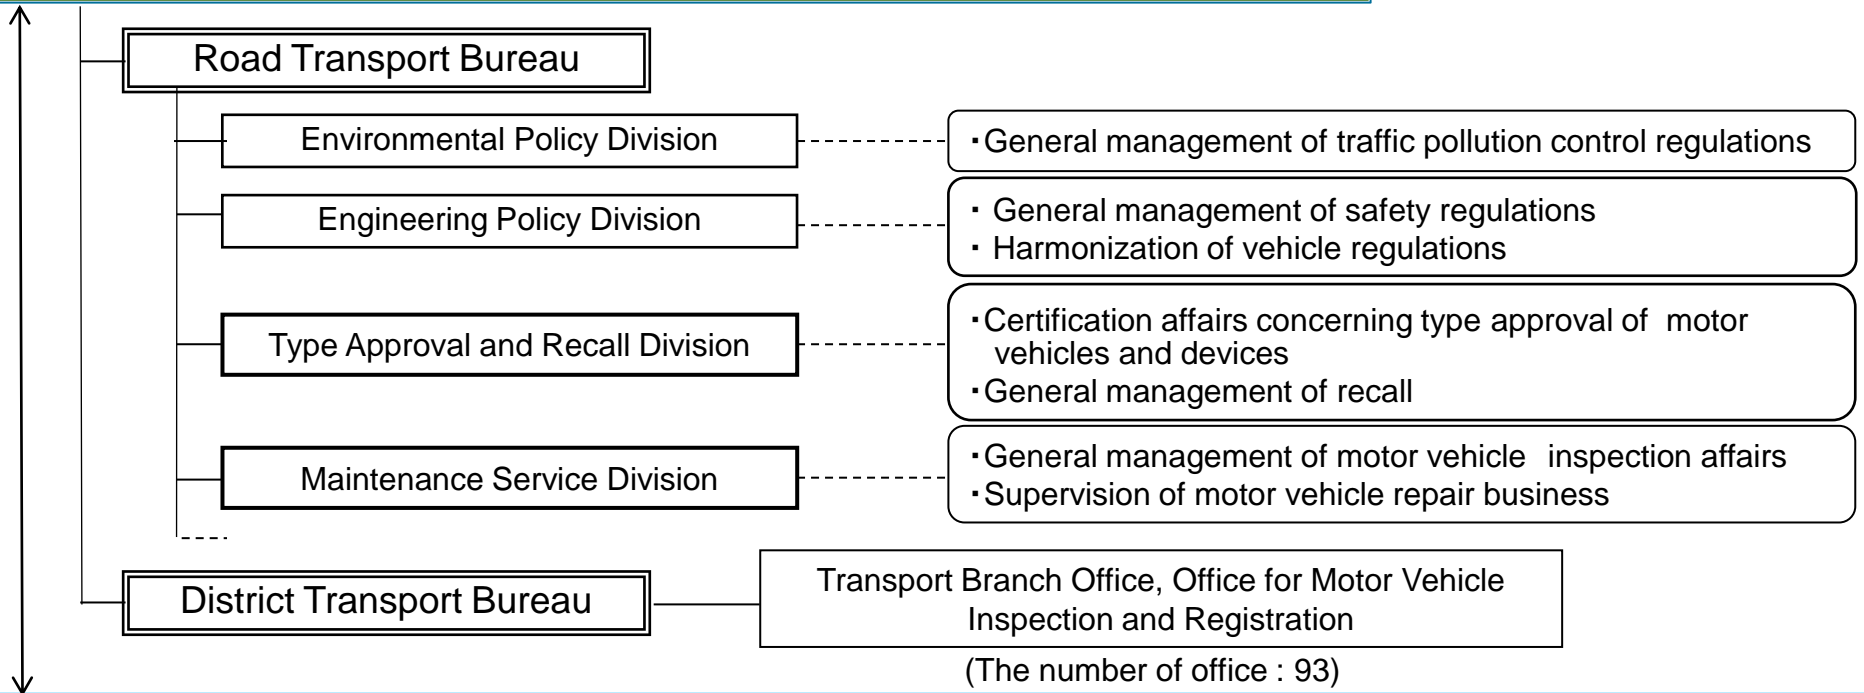 Road Transport Bureau
Environmental Policy Division
・General management of traffic pollution control regulations
Engineering Policy Division
・ General management of safety regulations
・ Harmonization of vehicle regulations
Type Approval and Recall Division
・Certification affairs concerning type approval of motor
vehicles and devices
・General management of recall
Maintenance Service Division
・General management of motor vehicle inspection affairs
・Supervision of motor vehicle repair business
District Transport Bureau
Transport Branch Office, Office for Motor Vehicle
Inspection and Registration
(The number of office : 93)